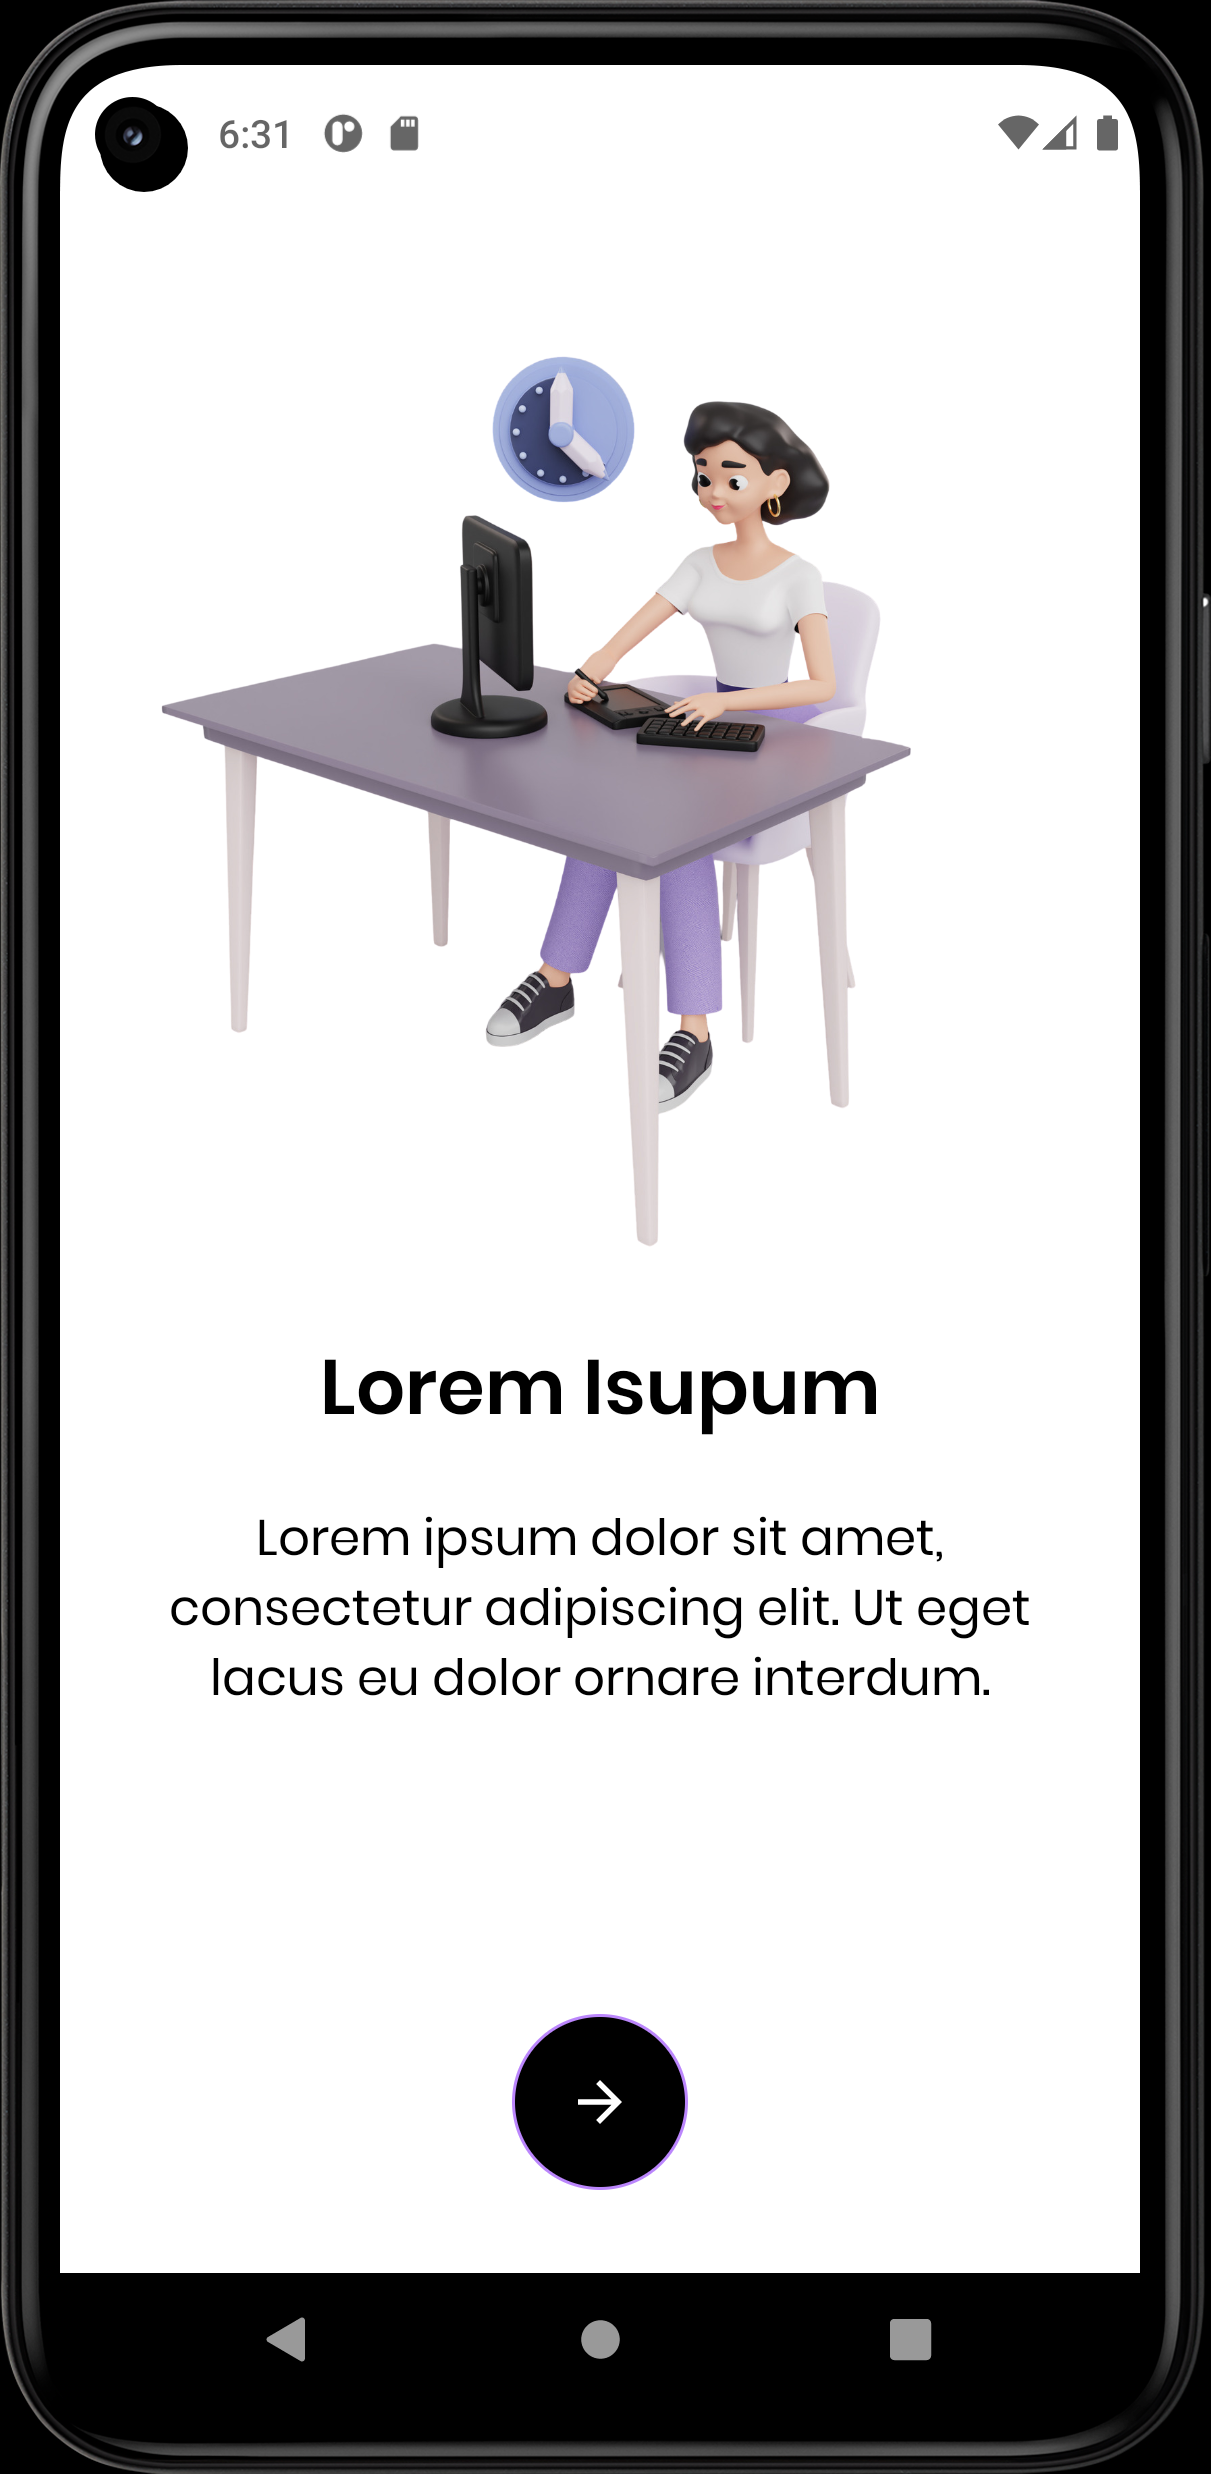 6:31
Lorem Isupum
Lorem ipsum dolor sit amet,
consectetur adipiscing elit. Ut eget
lacus eu dolor ornare interdum.